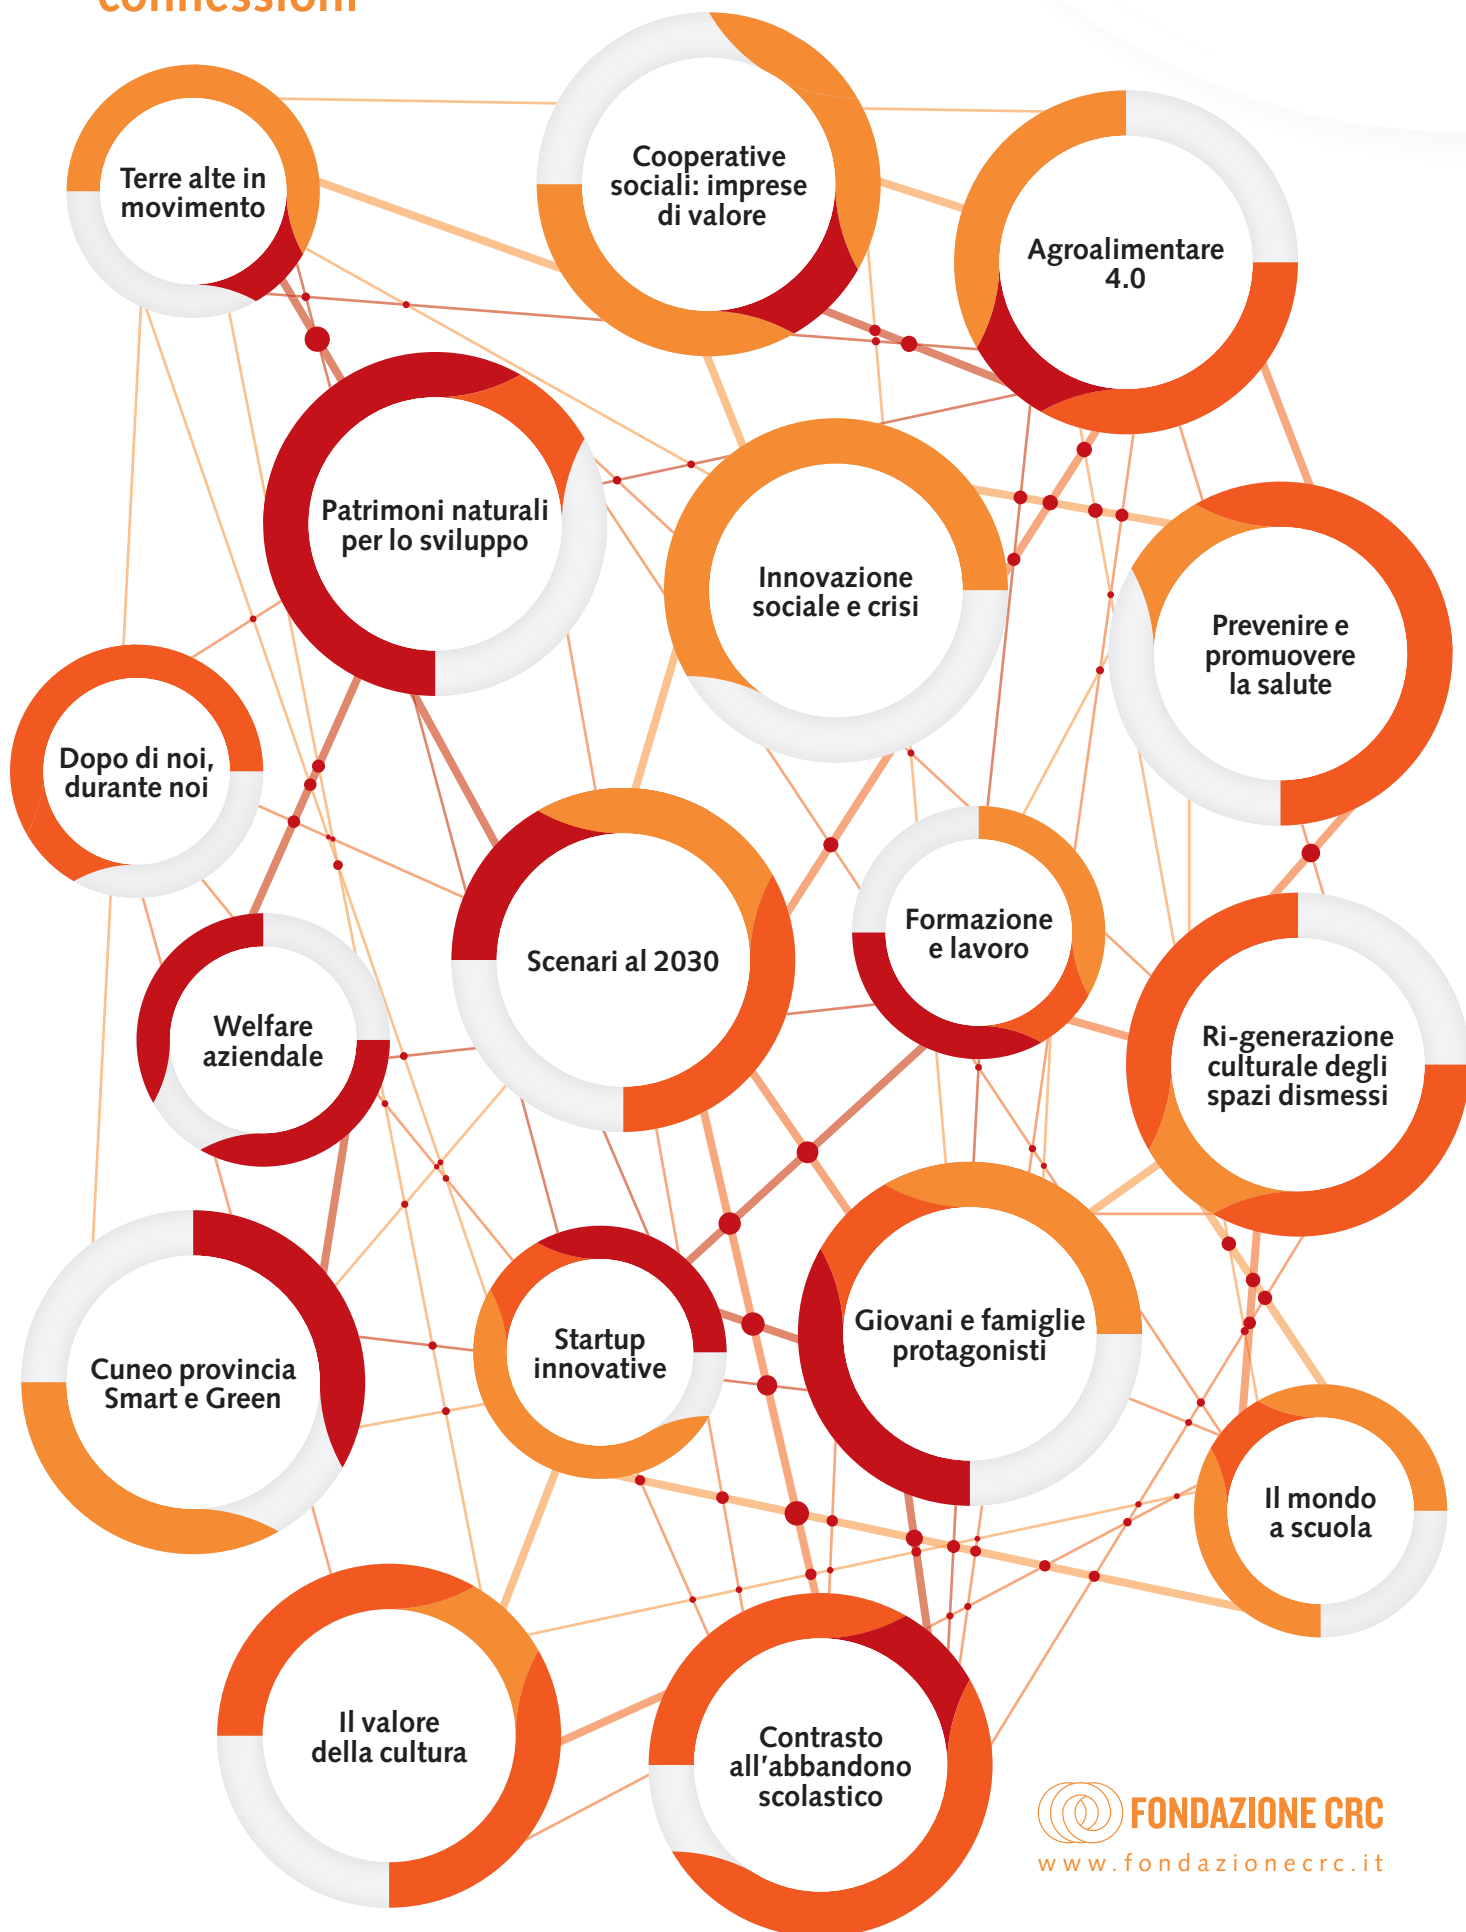 connessioni
Terre alte in
movimento
Cooperative
sociali: imprese
di valore
Agroalimentare
4.0
Patrimoni naturali
per lo sviluppo
Innovazione
sociale e crisi
Prevenire e
promuovere
la salute
Dopo di noi,
durante noi
Scenari al 2030
Formazione
e lavoro
Welfare
aziendale
Ri-generazione
culturale degli
spazi dismessi
Cuneo provincia
Smart e Green
Startup
innovative
Giovani e famiglie
protagonisti
Il mondo
a scuola
Il valore
della cultura
Contrasto
all'abbandono
scolastico
FONDAZIONE CRC
www.fondazionecrc.it